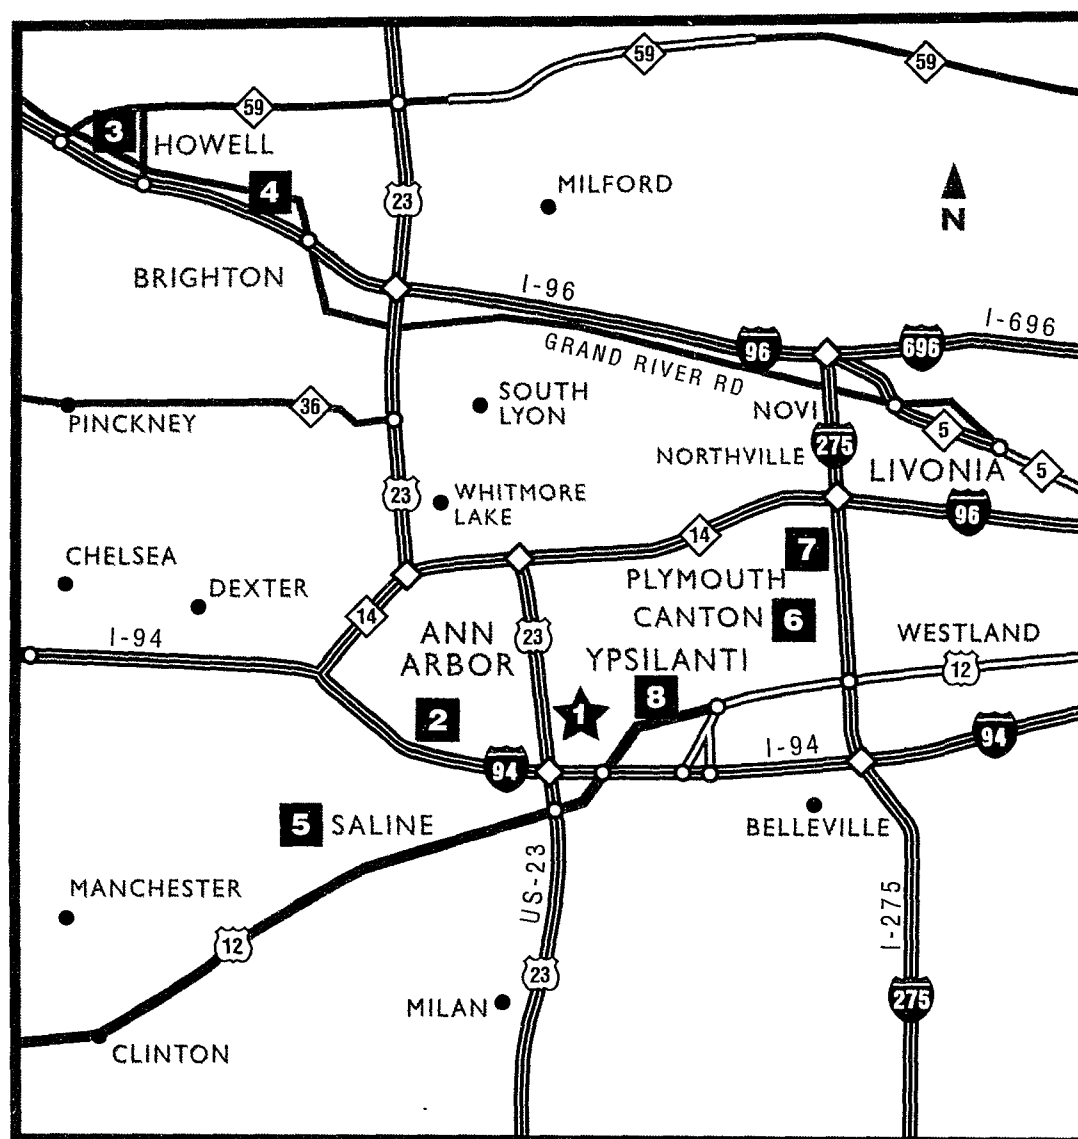 59
59
59
3
HOWELL
4
23
MILFORD
N
BRIGHTON
I-96
I-696
96
696
GRAND RIVER RD
PINCKNEY
36
SOUTH
LYON
NOVI
5
5
275
NORTHVILLE
LIVONIA
23
WHITMORE
LAKE
96
14
7
CHELSEA
DEXTER
PLYMOUTH
CANTON
6
14
I-94
ANN
ARBOR
23
YPSILANTI
WESTLAND
12
2
1
8
94
I-94
94
5
SALINE
BELLEVILLE
MANCHESTER
US-23
I-275
12
23
MILAN
275
CLINTON